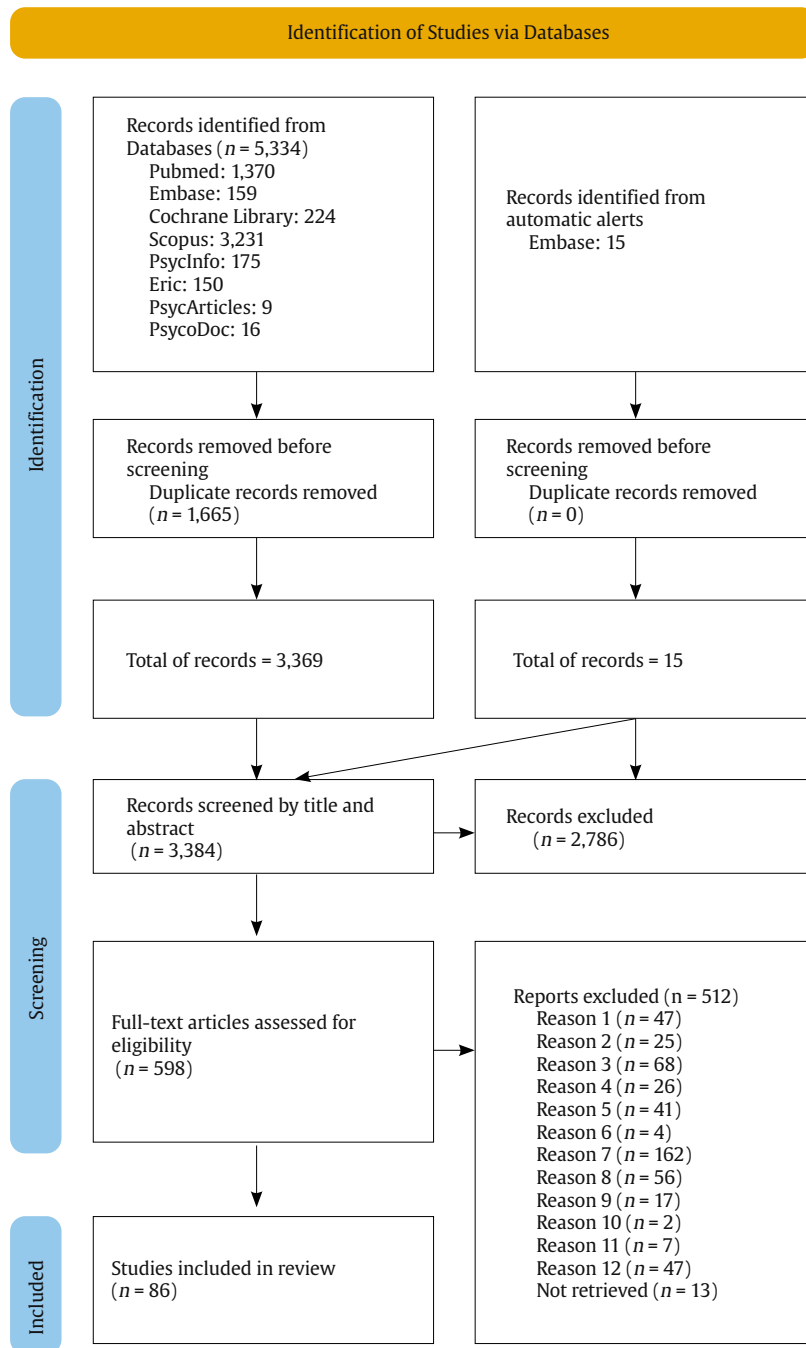 Identification of Studies via Databases
Identification
Records identified from
Databases (n = 5,334)
Pubmed: 1,370
Embase: 159
Cochrane Library: 224
Scopus: 3,231
PsycInfo: 175
Eric: 150
PsycArticles: 9
PsycoDoc: 16
Records identified from
automatic alerts
Embase: 15
Records removed before
screening
Duplicate records removed
(n = 1,665)
Records removed before
screening
Duplicate records removed
(n = 0)
Total of records = 3,369
Total of records = 15
Screening
Records screened by title and
abstract
(n = 3,384)
Records excluded
(n = 2,786)
Full-text articles assessed for
eligibility
(n = 598)
Reports excluded (n = 512)
Reason 1 (n = 47)
Reason 2 (n = 25)
Reason 3 (n = 68)
Reason 4 (n = 26)
Reason 5 (n = 41)
Reason 6 (n = 4)
Reason 7 (n = 162)
Reason 8 (n = 56)
Reason 9 (n = 17)
Reason 10 (n = 2)
Reason 11 (n = 7)
Reason 12 (n = 47)
Not retrieved (n = 13)
Included
Studies included in review
(n = 86)